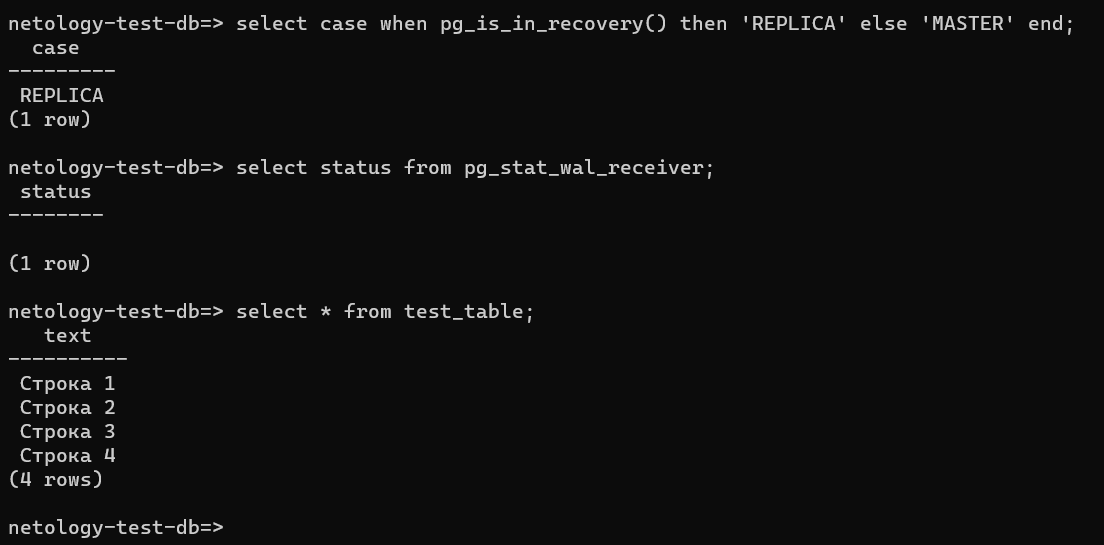 netology-test-db=> select case when pg_is_in_recovery() then 'REPLICA' else 'MASTER' end;
  case
---------
 REPLICA
(1 row)

netology-test-db=> select status from pg_stat_wal_receiver;
 status
--------

(1 row)

netology-test-db=> select * from test_table;
   text
----------
 Строка 1
 Строка 2
 Строка 3
 Строка 4
(4 rows)

netology-test-db=>